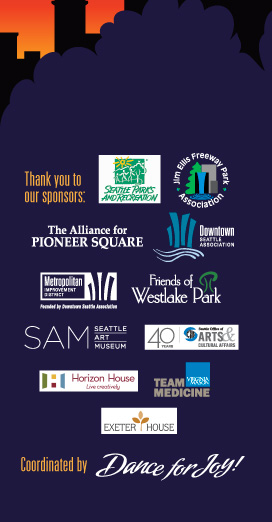 Thank you to
our sponsors:
SEATTLE PARKS
AND RECREATION
Jim Ellis Freeway Park
Association
The Alliance for
PIONEER SQUARE
Downtown
SEATTLE
ASSOCIATION
Metropolitan
IMPROVEMENT
DISTRICT
Founded by Downtown Seattle Association
Friends of
Westlake Park
SAM
SEATTLE
ART
MUSEUM
40
YEARS
Seattle Office of
ARTS&
CULTURAL AFFAIRS
Horizon House
Live creatively
TEAM
MEDICINE
EXETER HOUSE
Coordinated by
Dance for Joy!